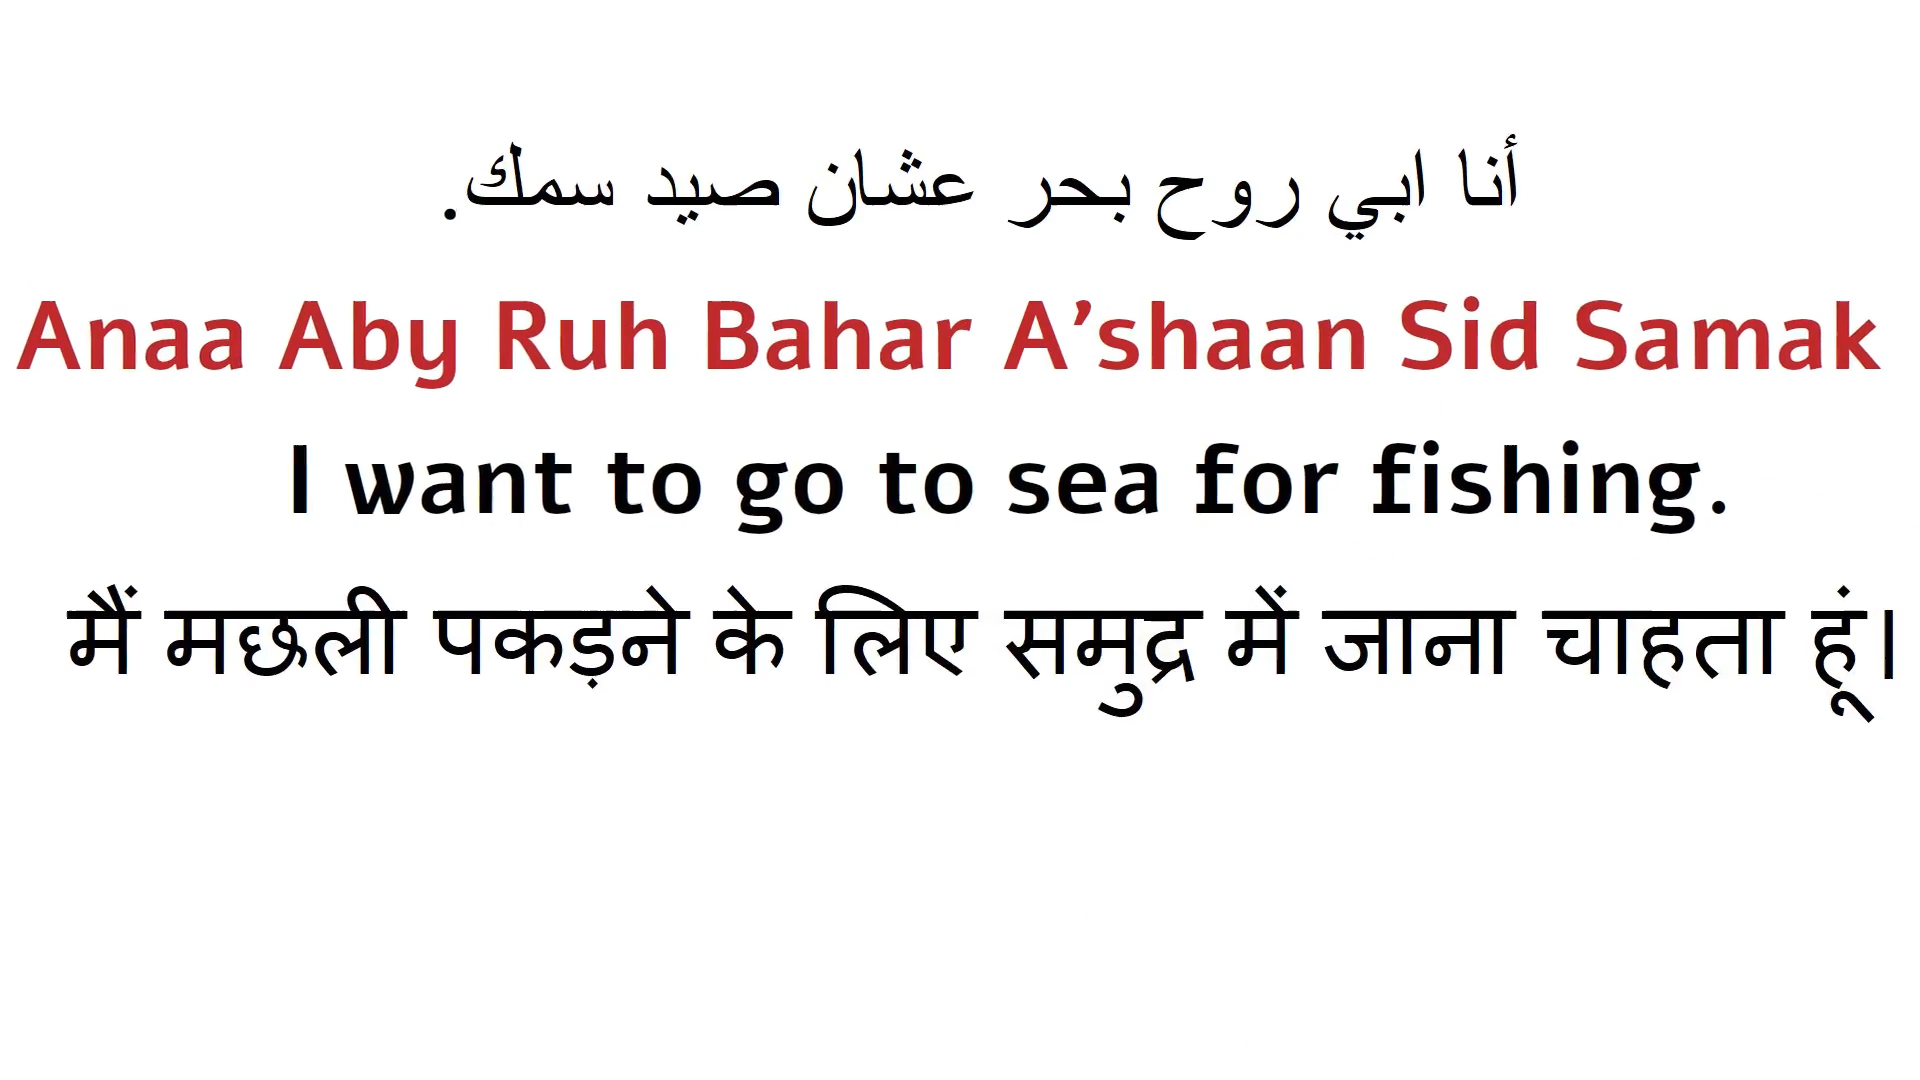 أنا ابي روح بحر عشان صيد سمك.
Anaa Aby Ruh Bahar A’shaan Sid Samak
I want to go to sea for fishing.
मैं मछली पकड़ने के लिए समुद्र में जाना चाहता हूं।